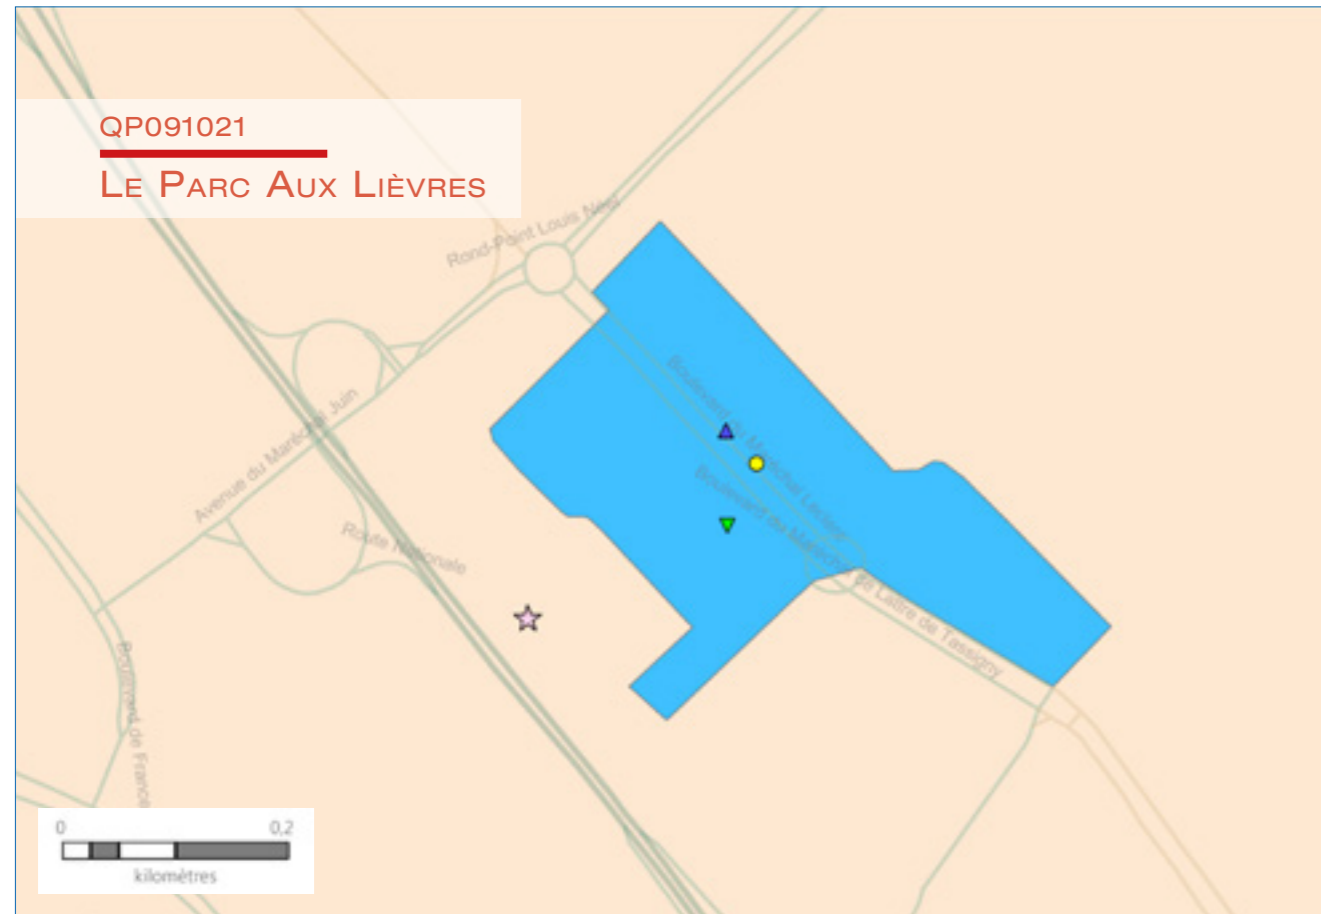 QP091021
Le Parc Aux Lièvres
Rond-Point Louis Néel
Avenue du Maréchal Juin
Route Nationale
Boulevard du Maréchal Leclerc
Boulevard du Maréchal de Lattre de Tassigny
Boulevard de France
0 0,2
kilomètres